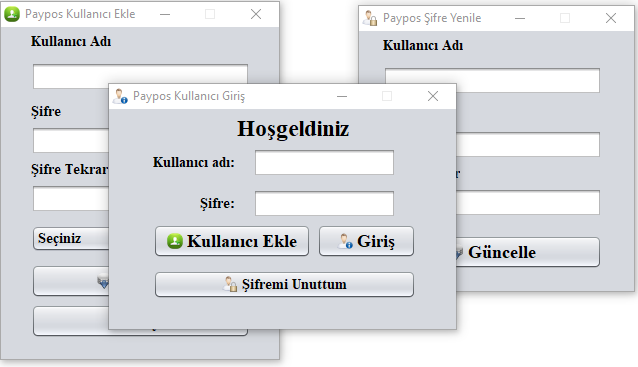 Paypos Kullanıcı Ekle
Kullanıcı Adı
Şifre
Şifre Tekrar
Seçiniz
Paypos Kullanıcı Giriş
Hoşgeldiniz
Kullanıcı adı:
Şifre:
Kullanıcı Ekle
Giriş
Şifremi Unuttum
Paypos Şifre Yenile
Kullanıcı Adı
Güncelle